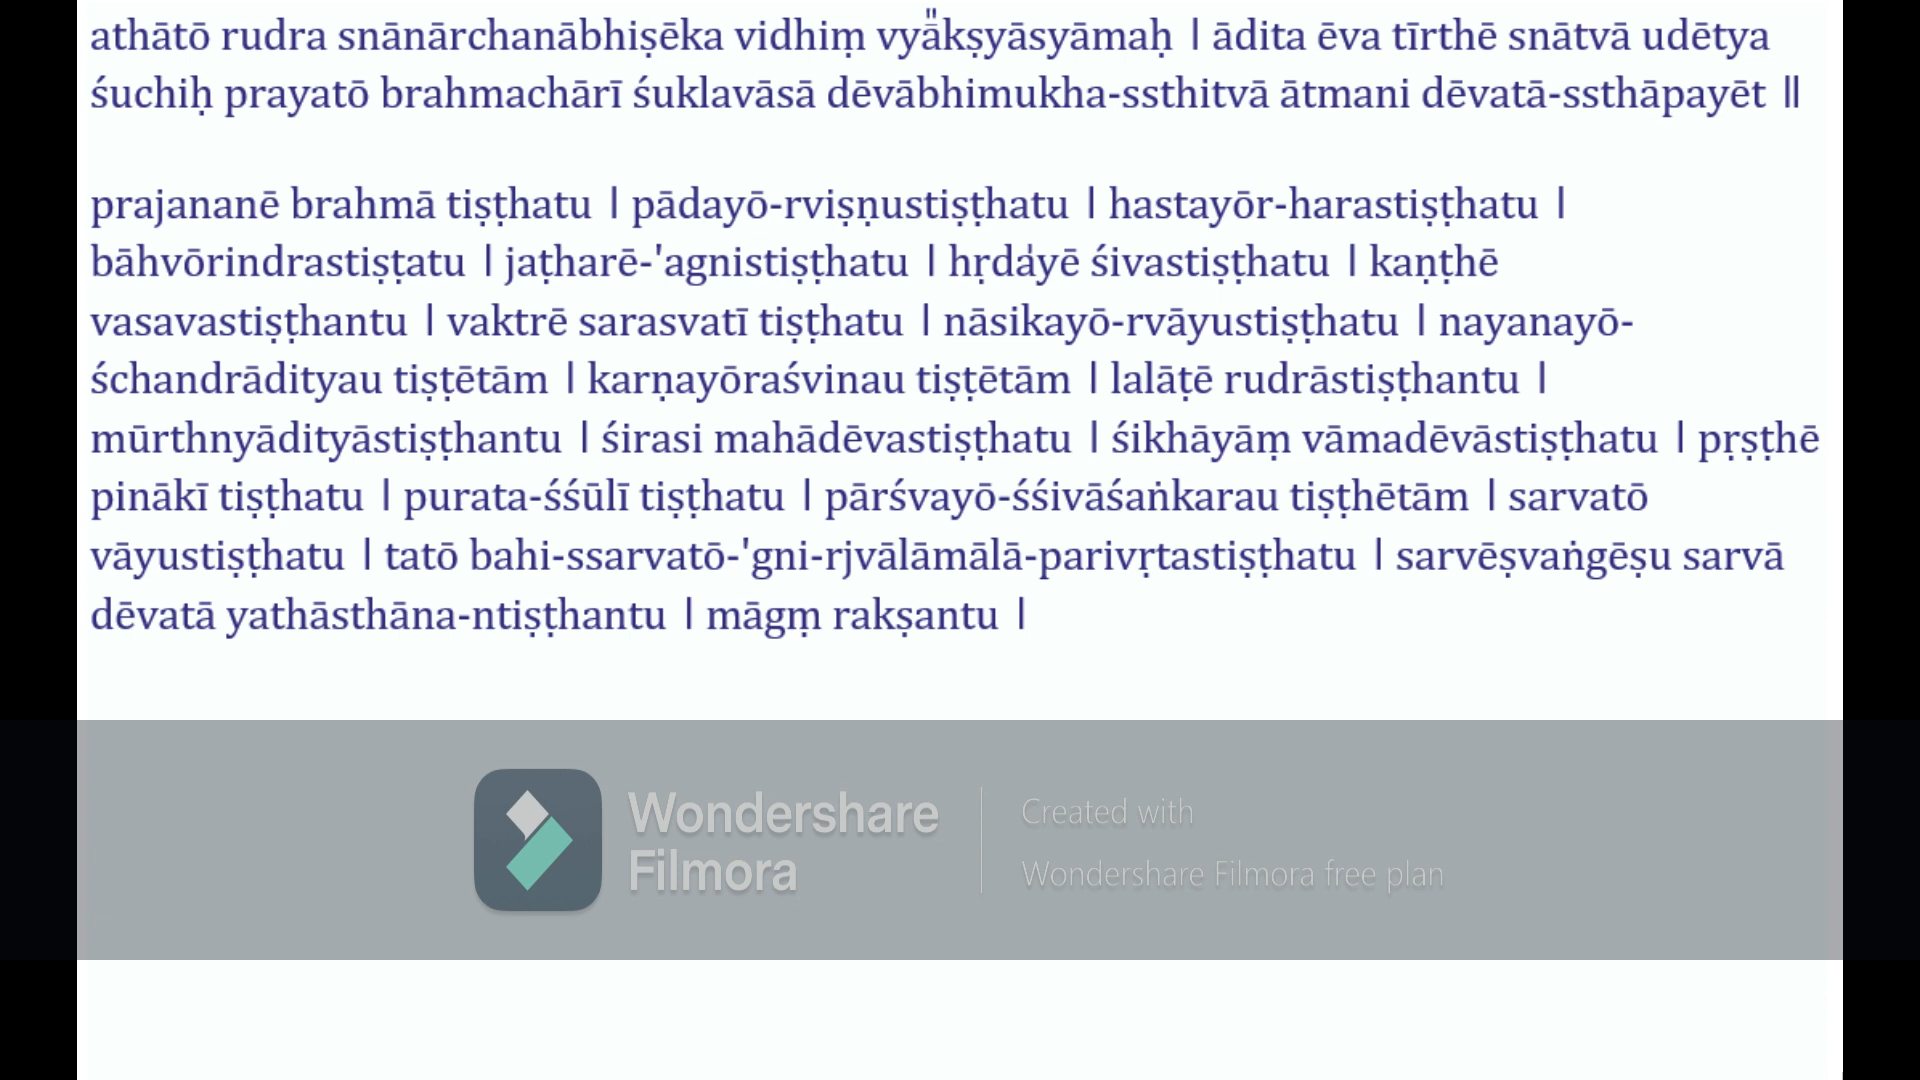 athātō rudra snānārchanābhiṣēka vidhiṃ vyā̎kṣyāsyāmaḥ | ādita ēva tīrthē snātvā udētya
śuchiḥ prayatō brahmachārī śuklavāsā dēvābhimukha-ssthitvā ātmani dēvatā-ssthāpayēt ||
prajananē brahmā tiṣṭhatu | pādayō-rviṣṇustiṣṭhatu | hastayōr-harastiṣṭhatu |
bāhvōrindrastiṣṭatu | jaṭharē-'agnistiṣṭhatu | hṛda̍yē śivastiṣṭhatu | kaṇṭhē
vasavastiṣṭhantu | vaktrē sarasvatī tiṣṭhatu | nāsikayō-rvāyustiṣṭhatu | nayanayō-
śchandrādityau tiṣṭētām | karṇayōraśvinau tiṣṭētām | lalāṭē rudrāstiṣṭhantu |
mūrthnyādityāstiṣṭhantu | śirasi mahādēvastiṣṭhatu | śikhāyāṃ vāmadēvāstiṣṭhatu | pṛṣṭhē
pinākī tiṣṭhatu | purata-śśūlī tiṣṭhatu | pārśvayō-śśivāśaṅkarau tiṣṭhētām | sarvatō
vāyustiṣṭhatu | tatō bahi-ssarvatō-'gni-rjvālāmālā-parivṛtastiṣṭhatu | sarvēṣvaṅgēṣu sarvā
dēvatā yathāsthāna-ntiṣṭhantu | māgṃ rakṣantu |
Wondershare
Filmora
Created with
Wondershare Filmora free plan